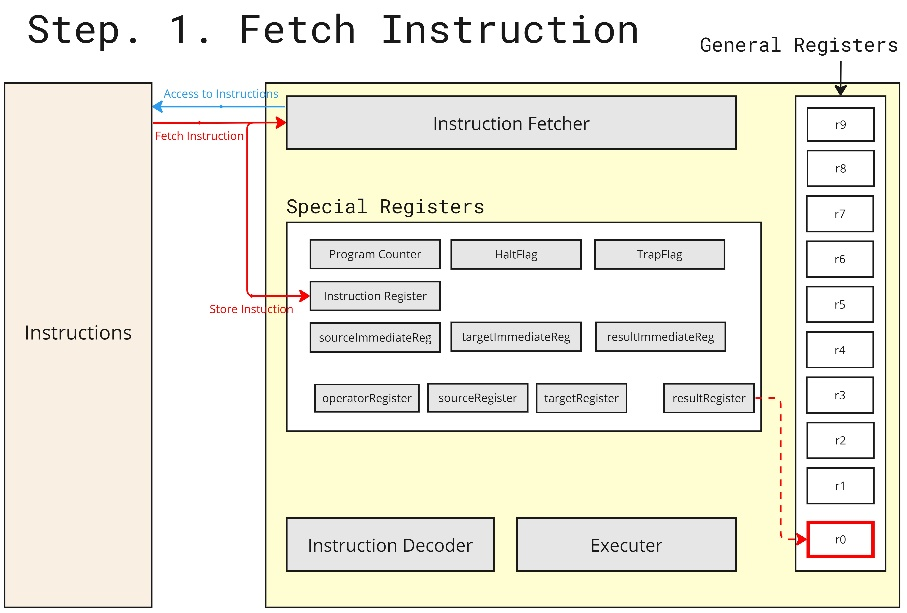 Step. 1. Fetch Instruction
General Registers
Access to Instructions
Fetch Instruction
Instruction Fetcher
Special Registers
Program Counter
HaltFlag
TrapFlag
Instruction Register
Store Instuction
sourceImmediateReg
targetImmediateReg
resultImmediateReg
operatorRegister
sourceRegister
targetRegister
resultRegister
Instructions
Instruction Decoder
Executer
r9
r8
r7
r6
r5
r4
r3
r2
r1
r0